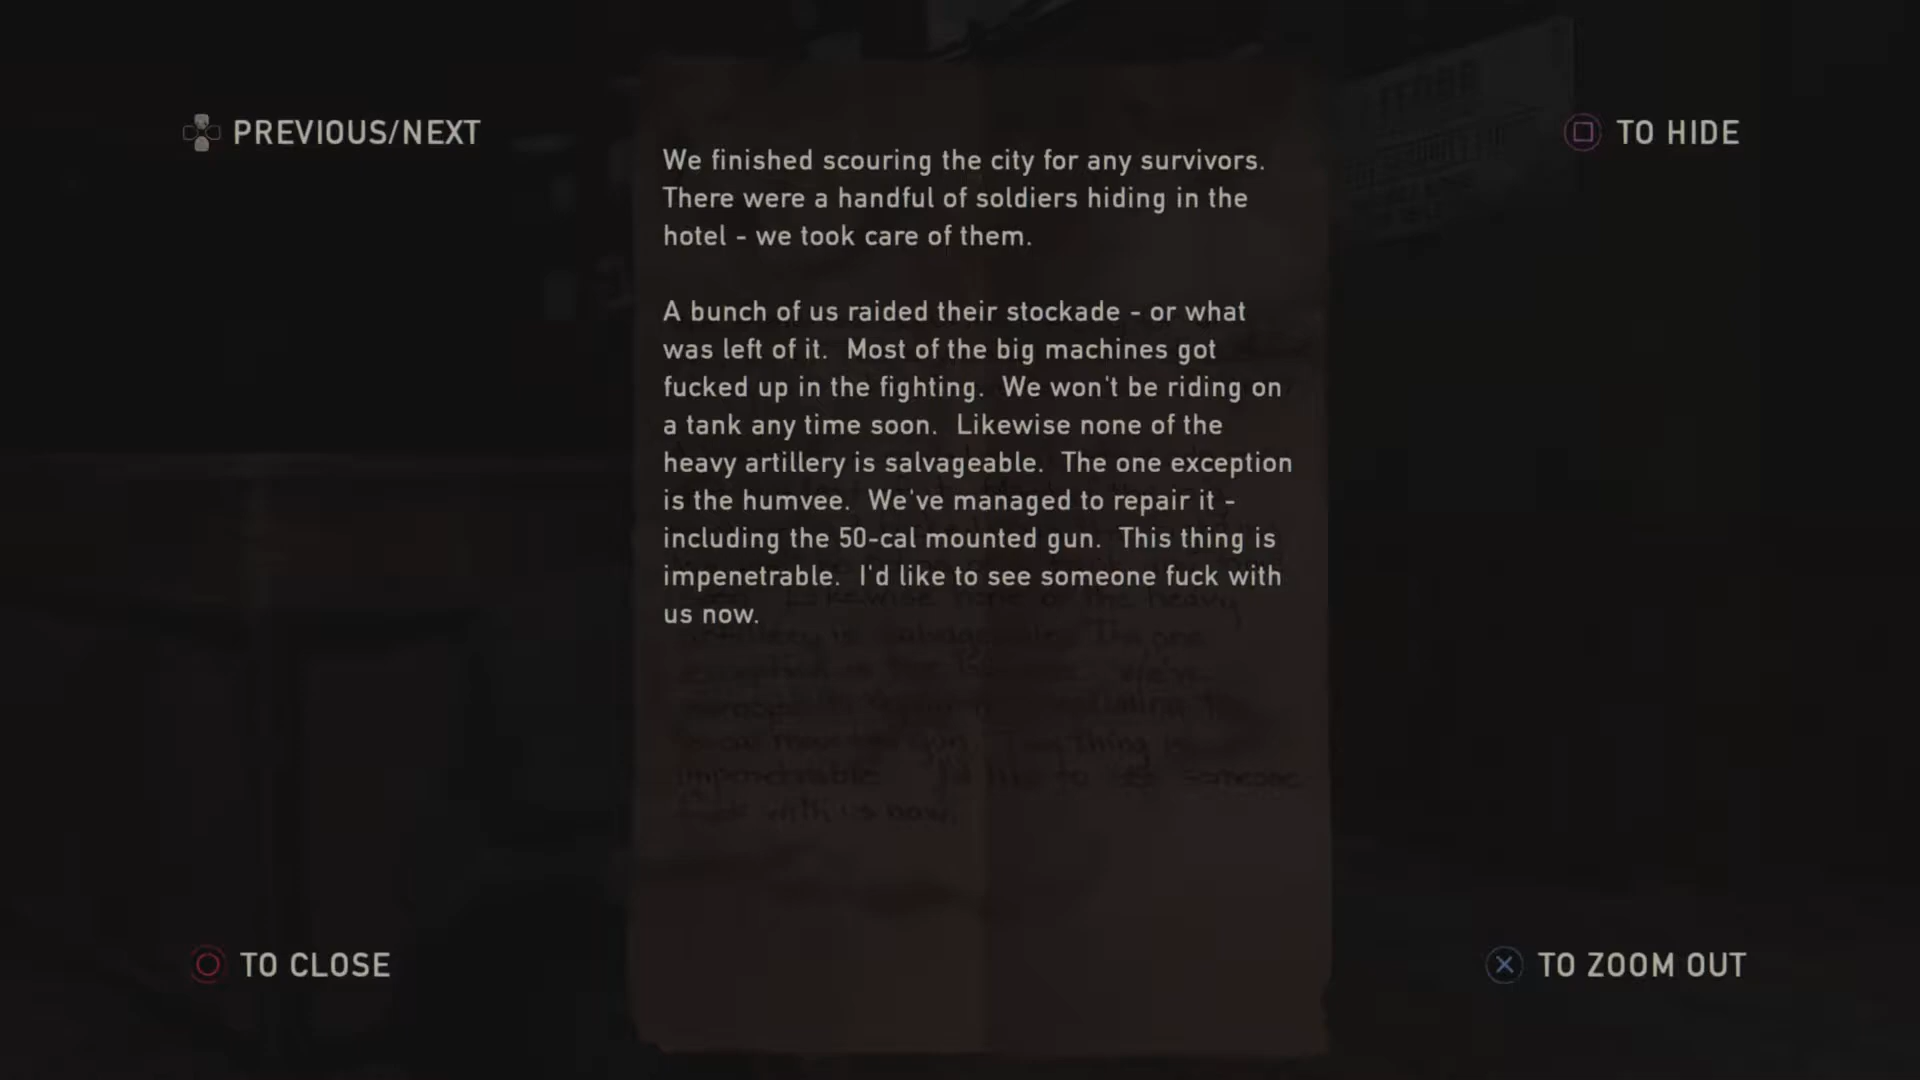 PREVIOUS/NEXT
TO HIDE
We finished scouring the city for any survivors.
There were a handful of soldiers hiding in the
hotel - we took care of them.
A bunch of us raided their stockade - or what
was left of it.  Most of the big machines got
fucked up in the fighting.  We won't be riding on
a tank any time soon.  Likewise none of the
heavy artillery is salvageable.  The one exception
is the humvee.  We've managed to repair it -
including the 50-cal mounted gun.  This thing is
impenetrable.  I'd like to see someone fuck with
us now.
TO CLOSE
TO ZOOM OUT